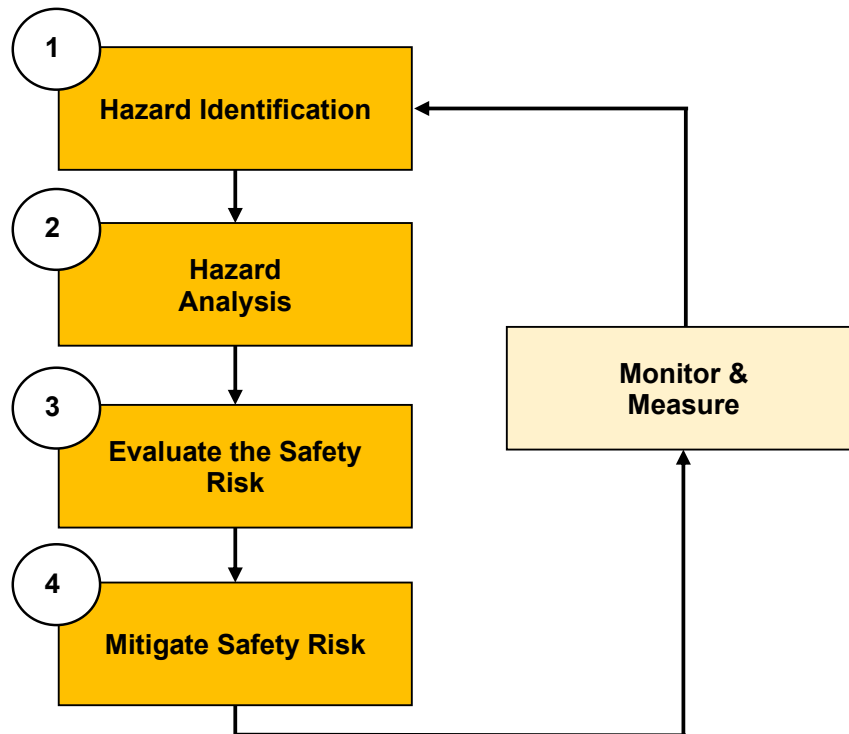 1
Hazard Identification
2
Hazard
Analysis
3
Evaluate the Safety
Risk
4
Mitigate Safety Risk
Monitor &
Measure